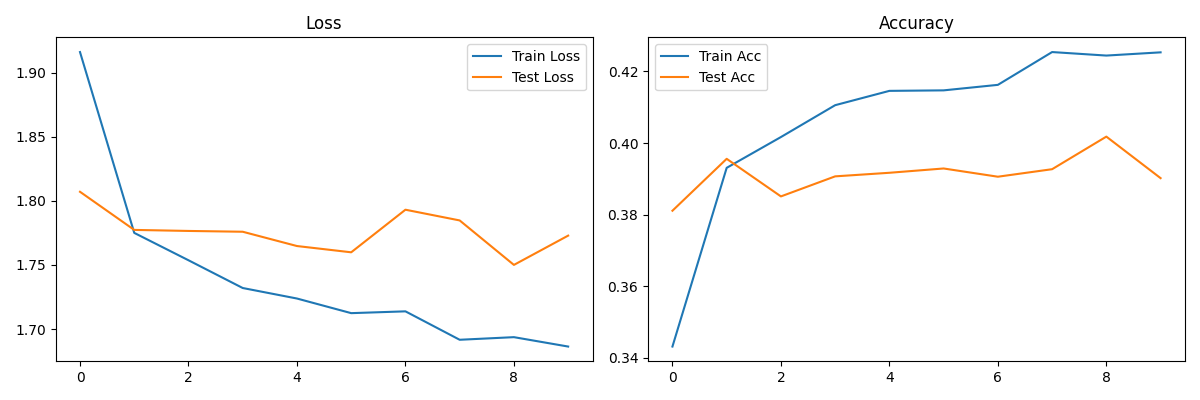 Loss
1.90
1.85
1.80
1.75
1.70
0 2 4 6 8
Train Loss
Test Loss
Accuracy
0.42
0.40
0.38
0.36
0.34
0 2 4 6 8
Train Acc
Test Acc